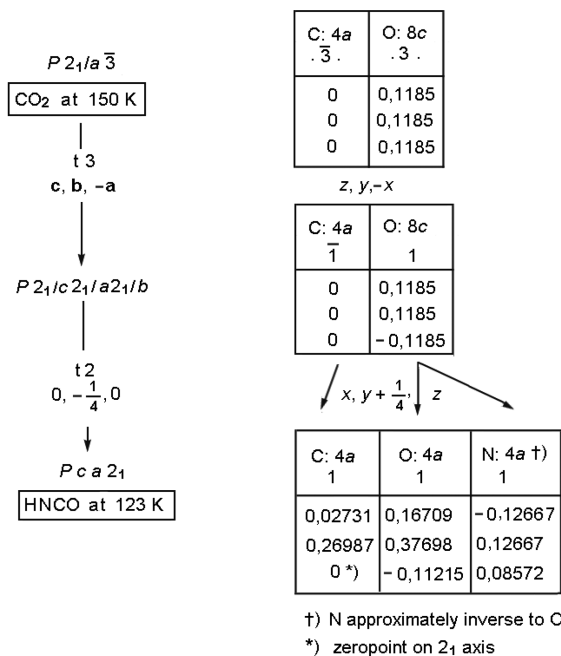 P 2₁/a 3̅
CO₂ at 150 K
t 3
c, b, -a
P 2₁/c 2₁/a2₁/b
t 2
0, -1/4, 0
P c a 2₁
HNCO at 123 K
C: 4a O: 8c
. 3̅ . . 3 .
0 0,1185
0 0,1185
0 0,1185
z, y,-x
C: 4a O: 8c
1̅ 1
0 0,1185
0 0,1185
0 -0,1185
x, y + 1/4, z
C: 4a O: 4a N: 4a †)
1 1 1
0,02731 0,16709 -0,12667
0,26987 0,37698 0,12667
0 *) -0,11215 0,08572
†) N approximately inverse to O
*) zeropoint on 2₁ axis